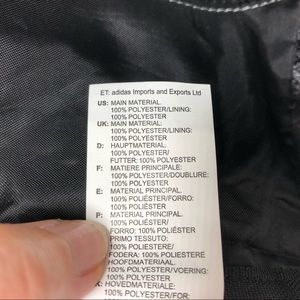 ET: adidas Imports and Exports Ltd
US: MAIN MATERIAL:
100% POLYESTER/LINING:
100% POLYESTER
UK: MAIN MATERIAL:
100% POLYESTER/LINING:
100% POLYESTER
D: HAUPTMATERIAL:
100% POLYESTER/
FUTTER: 100% POLYESTER
F: MATIERE PRINCIPALE:
100% POLYESTER/DOUBLURE:
100% POLYESTER
E: MATERIAL PRINCIPAL:
100% POLIÉSTER/FORRO:
100% POLIÉSTER
P: MATERIAL PRINCIPAL:
100% POLIÉSTER/
FORRO: 100% POLIÉSTER
PRIMO TESSUTO:
100% POLIESTERE/
FODERA: 100% POLIESTERE
HOOFDMATERIAAL:
100% POLYESTER/VOERING:
100% POLYESTER
HOVEDMATERIALE:
100% POLYESTER/FOR: